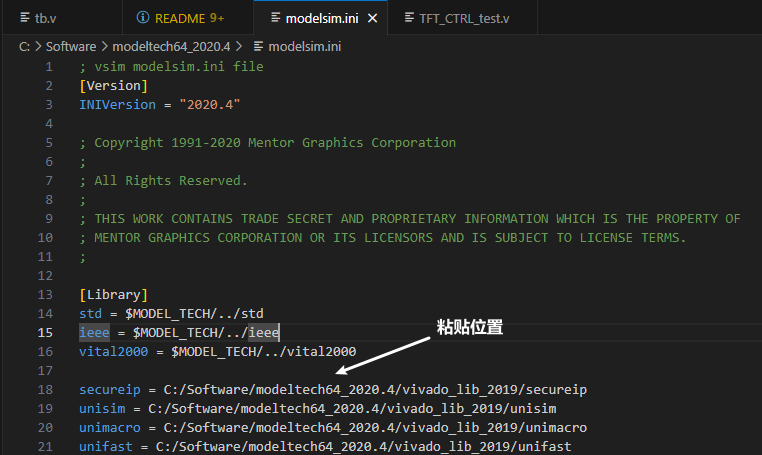 tb.v
README 9+
modelsim.ini
TFT_CTRL_test.v
C: > Software > modeltech64_2020.4 > modelsim.ini
1 ; vsim modelsim.ini file
2 [Version]
3 INIVersion = "2020.4"
4
5 ; Copyright 1991-2020 Mentor Graphics Corporation
6 ;
7 ; All Rights Reserved.
8 ;
9 ; THIS WORK CONTAINS TRADE SECRET AND PROPRIETARY INFORMATION WHICH IS THE PROPERTY OF
10 ; MENTOR GRAPHICS CORPORATION OR ITS LICENSORS AND IS SUBJECT TO LICENSE TERMS.
11 ;
12
13 [Library]
14 std = $MODEL_TECH/../std
15 ieee = $MODEL_TECH/../ieee
粘贴位置
16 vital2000 = $MODEL_TECH/../vital2000
17
18 secureip = C:/Software/modeltech64_2020.4/vivado_lib_2019/secureip
19 unisim = C:/Software/modeltech64_2020.4/vivado_lib_2019/unisim
20 unimacro = C:/Software/modeltech64_2020.4/vivado_lib_2019/unimacro
21 unifast = C:/Software/modeltech64_2020.4/vivado_lib_2019/unifast